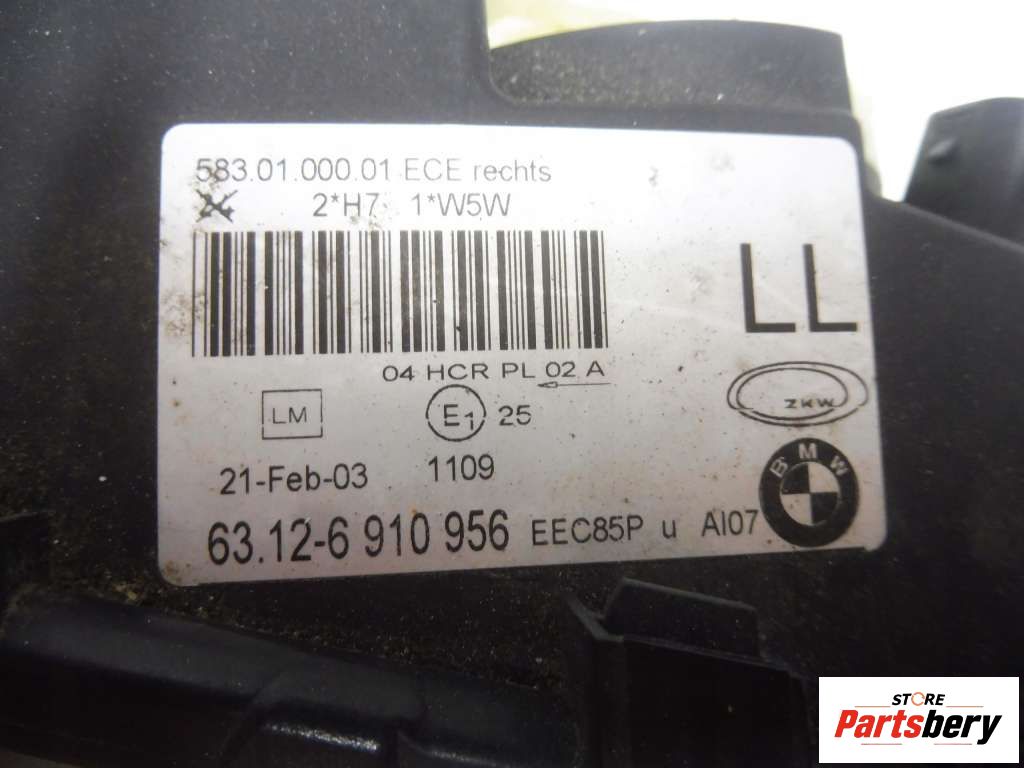 583.01.000.01 ECE rechts
2*H7 1*W5W
LL
04 HCR PL 02 A
LM
E1 25
ZKW
21-Feb-03 1109
BMW
63.12-6 910 956 EEC85P u AI07
STORE
Partsbery